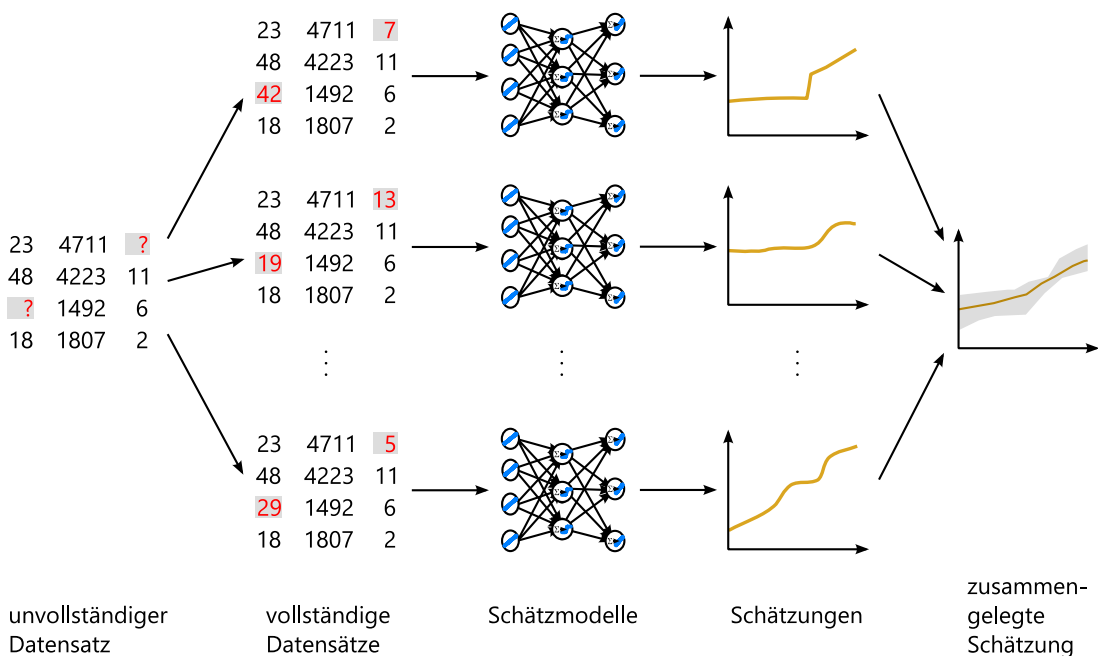 23 4711 7
48 4223 11
42 1492 6
18 1807 2
23 4711 13
48 4223 11
19 1492 6
18 1807 2
23 4711 ?
48 4223 11
? 1492 6
18 1807 2
23 4711 5
48 4223 11
29 1492 6
18 1807 2
unvollständiger
Datensatz
vollständige
Datensätze
Schätzmodelle
Schätzungen
zusammen-
gelegte
Schätzung